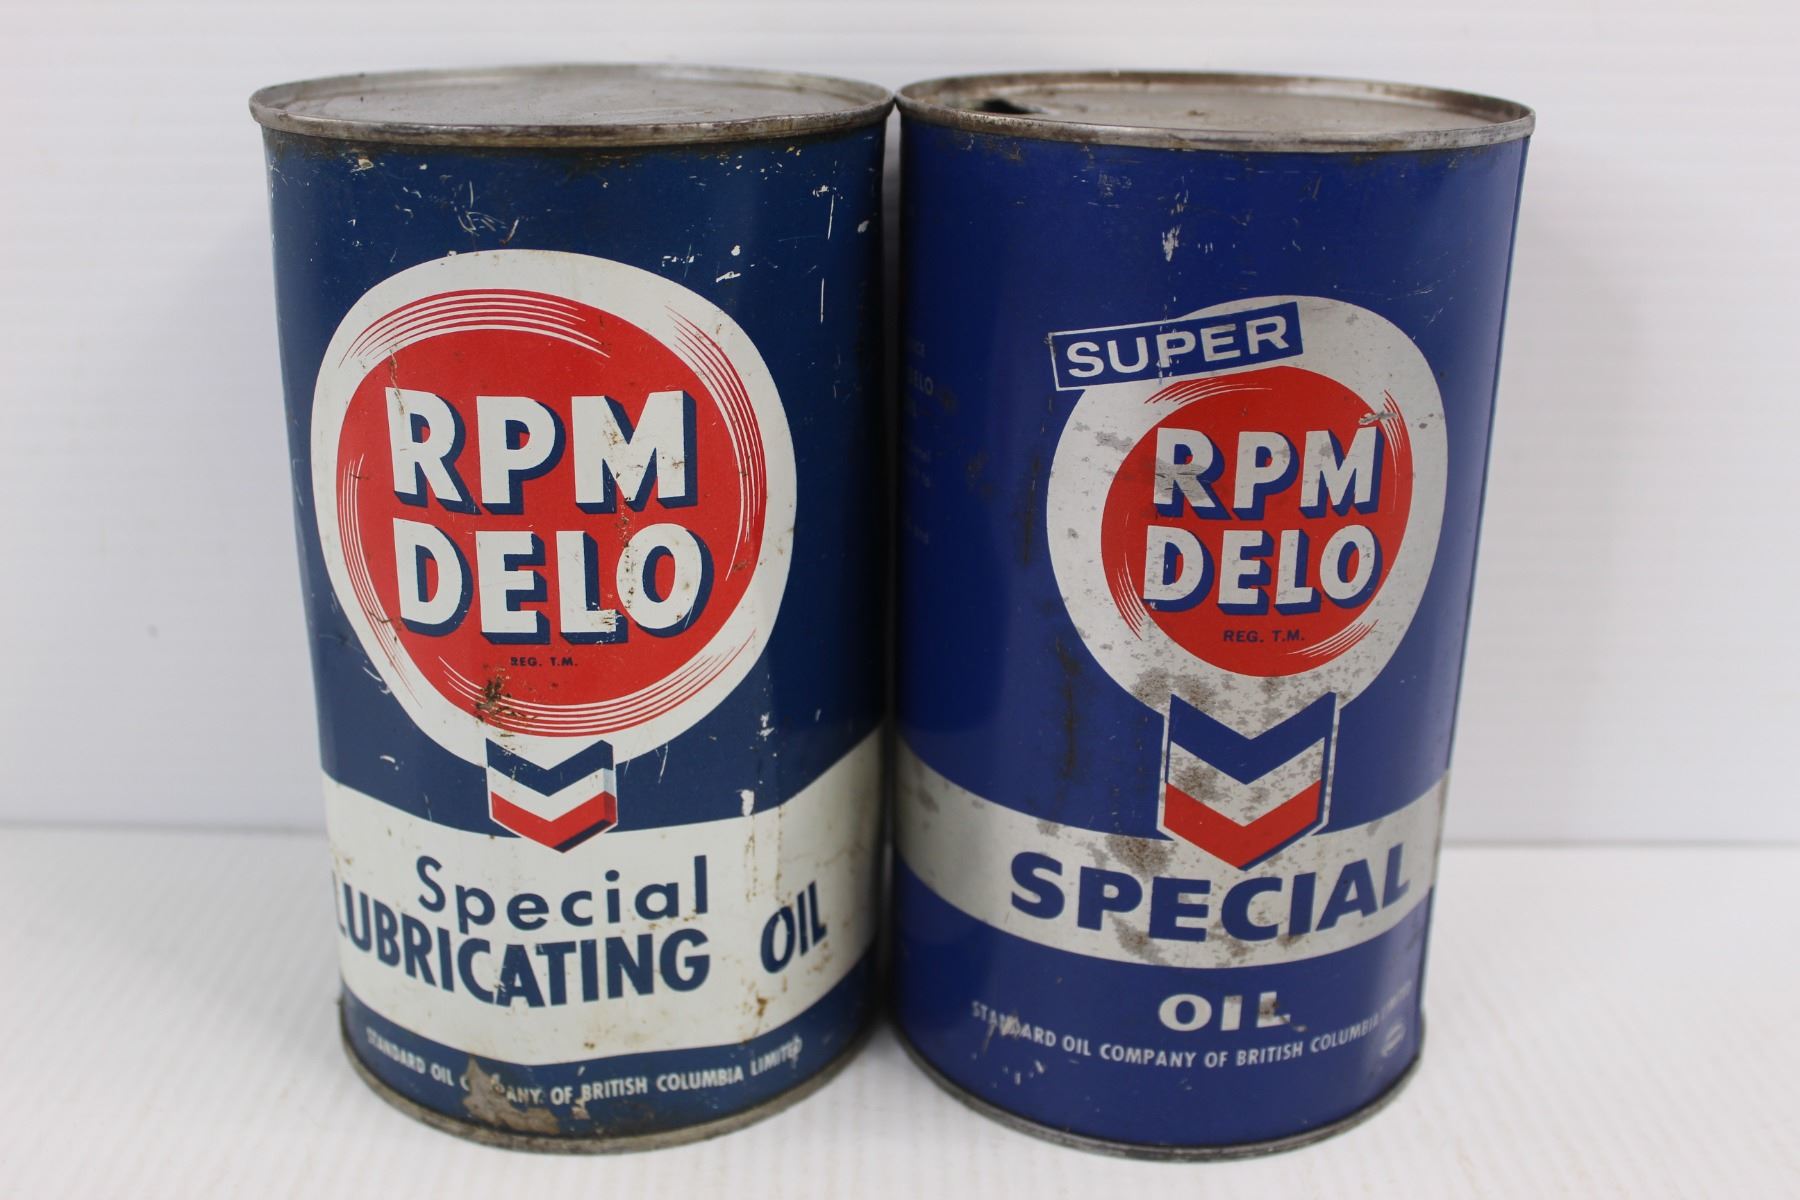 RPM
DELO
REG. T.M.
Special
LUBRICATING OIL
STANDARD OIL COMPANY OF BRITISH COLUMBIA LIMITED
SUPER
RPM
DELO
REG. T.M.
SPECIAL
OIL
STANDARD OIL COMPANY OF BRITISH COLUMBIA LIMITED